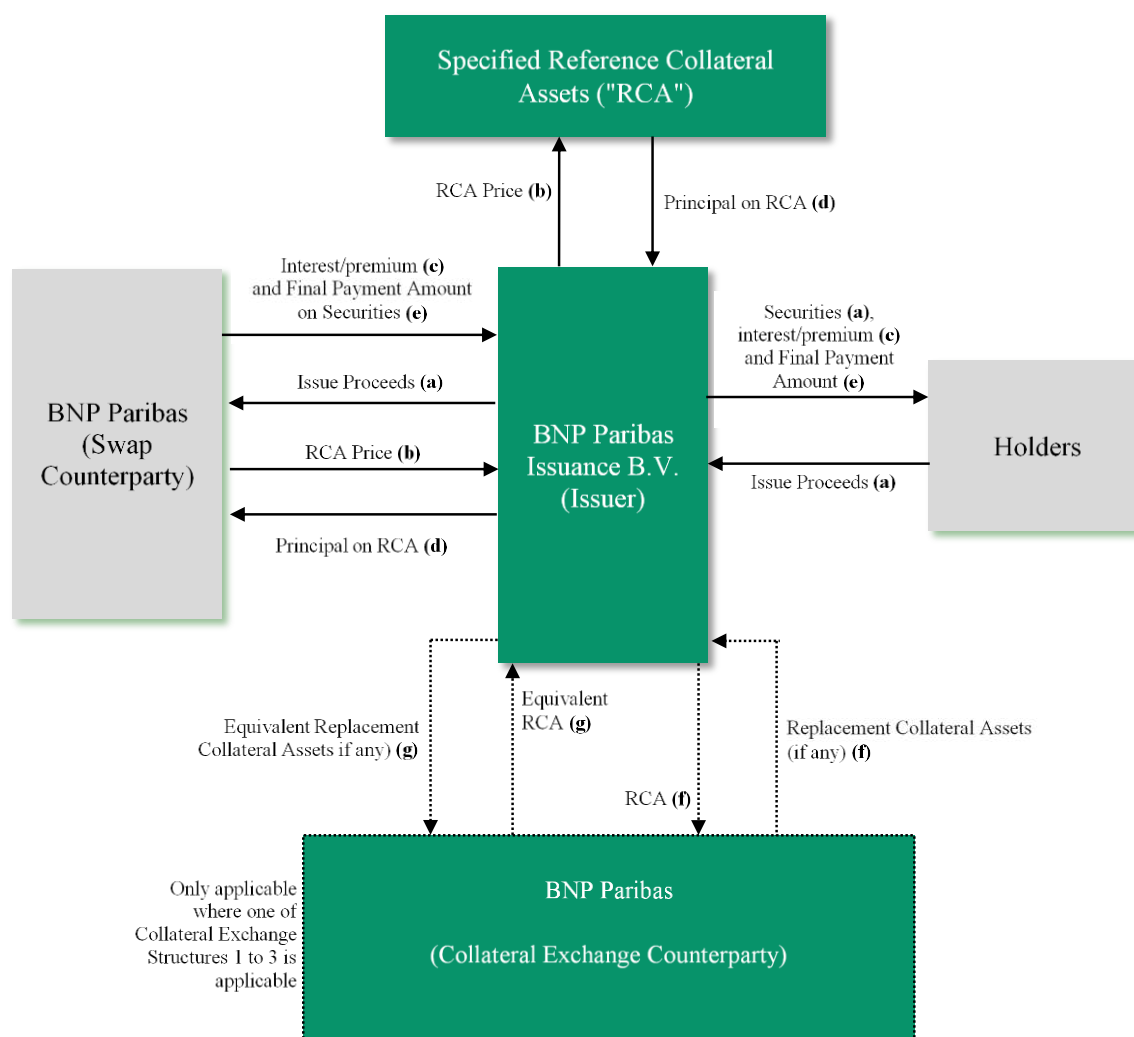 Specified Reference Collateral
Assets ("RCA")
RCA Price (b)
Principal on RCA (d)
Interest/premium (c)
and Final Payment Amount
on Securities (e)
Issue Proceeds (a)
RCA Price (b)
Principal on RCA (d)
BNP Paribas
(Swap
Counterparty)
BNP Paribas
Issuance B.V.
(Issuer)
Securities (a),
interest/premium (c)
and Final Payment
Amount (e)
Issue Proceeds (a)
Holders
Equivalent Replacement
Collateral Assets if any) (g)
Equivalent
RCA (g)
RCA (f)
Replacement Collateral Assets
(if any) (f)
Only applicable
where one of
Collateral Exchange
Structures 1 to 3 is
applicable
BNP Paribas
(Collateral Exchange Counterparty)